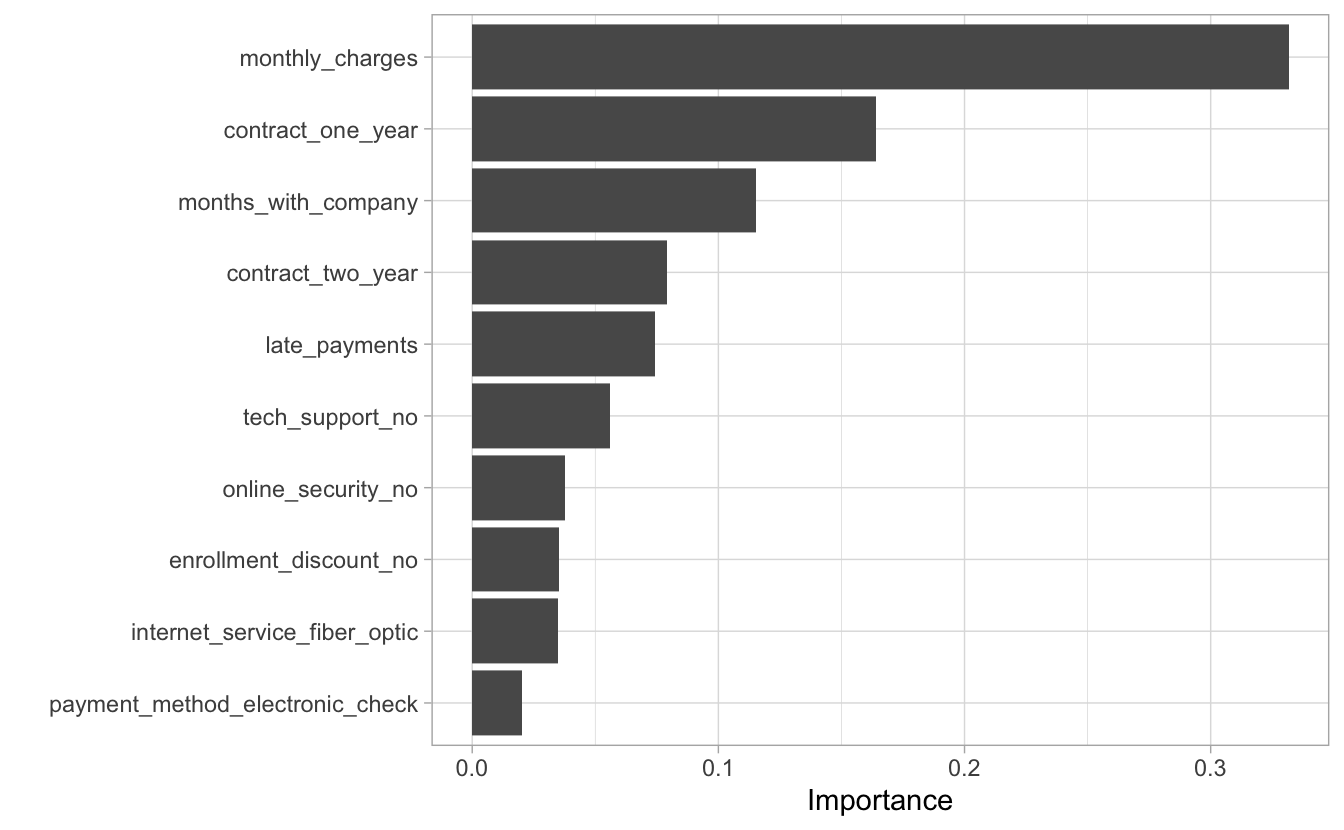 monthly_charges
contract_one_year
months_with_company
contract_two_year
late_payments
tech_support_no
online_security_no
enrollment_discount_no
internet_service_fiber_optic
payment_method_electronic_check
0.0 0.1 0.2 0.3
Importance